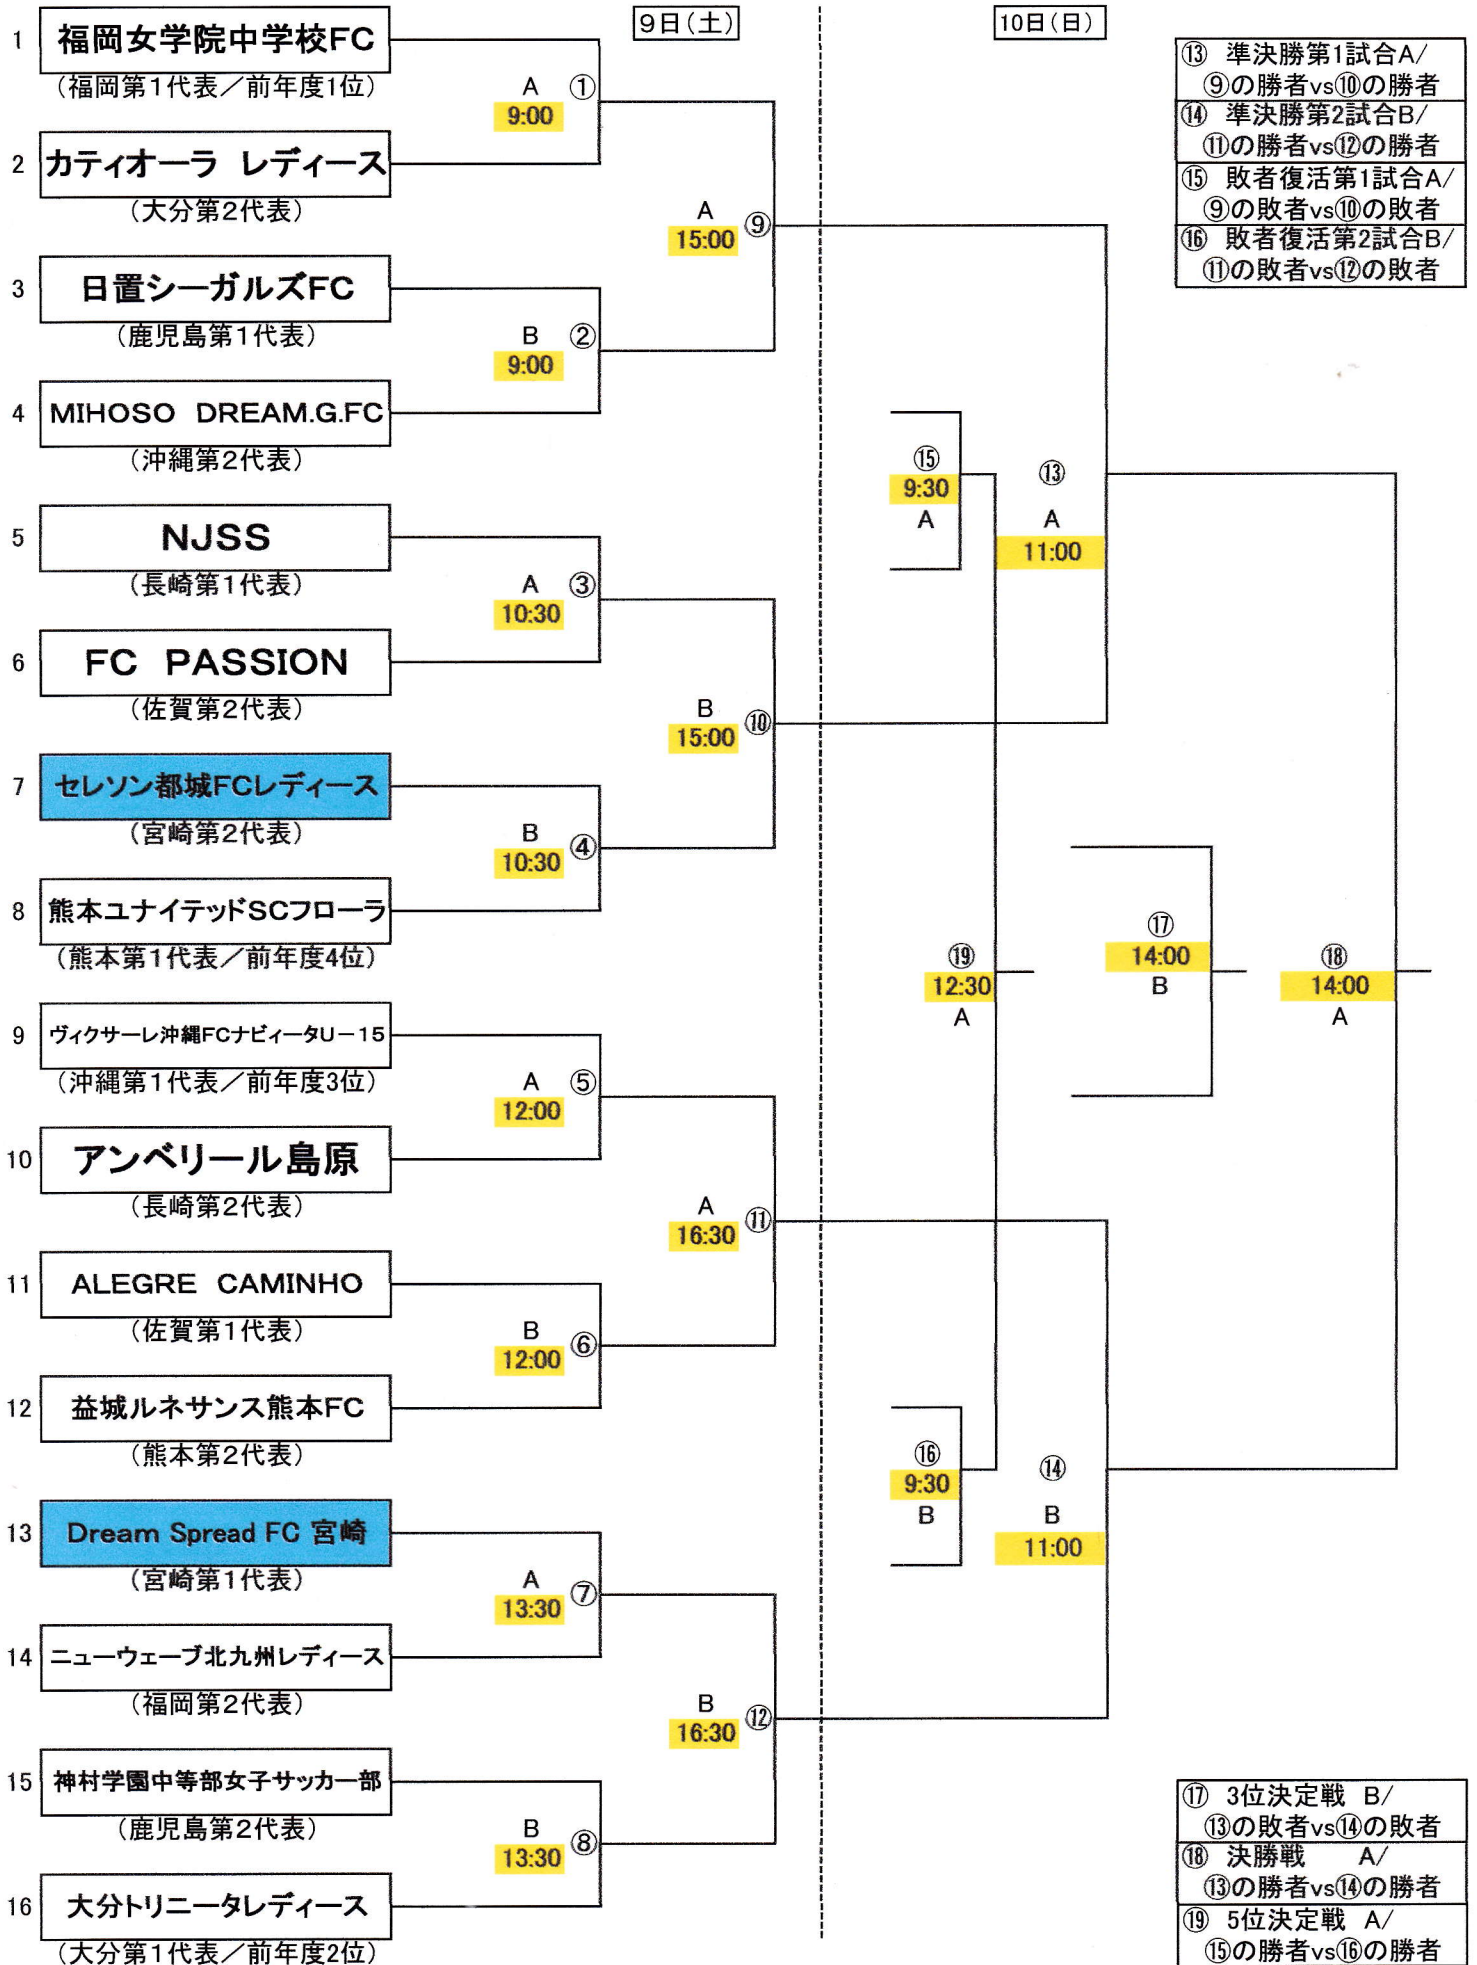 9日(土)
10日(日)
1 福岡女学院中学校FC
(福岡第1代表/前年度1位)
A ①
9:00
2 カティオーラ レディース
(大分第2代表)
A ⑨
15:00
3 日置シーガルズFC
(鹿児島第1代表)
B ②
9:00
4 MIHOSO DREAM.G.FC
(沖縄第2代表)
5 NJSS
(長崎第1代表)
A ③
10:30
6 FC PASSION
(佐賀第2代表)
B ⑩
15:00
7 セレソン都城FCレディース
(宮崎第2代表)
B ④
10:30
8 熊本ユナイテッドSCフローラ
(熊本第1代表/前年度4位)
9 ヴィクサーレ沖縄FCナビィータU-15
(沖縄第1代表/前年度3位)
A ⑤
12:00
10 アンベリール島原
(長崎第2代表)
A ⑪
16:30
11 ALEGRE CAMINHO
(佐賀第1代表)
B ⑥
12:00
12 益城ルネサンス熊本FC
(熊本第2代表)
13 Dream Spread FC 宮崎
(宮崎第1代表)
A ⑦
13:30
14 ニューウェーブ北九州レディース
(福岡第2代表)
B ⑫
16:30
15 神村学園中等部女子サッカー部
(鹿児島第2代表)
B ⑧
13:30
16 大分トリニータレディース
(大分第1代表/前年度2位)
⑮
9:30
A
⑬
A
11:00
⑲
12:30
A
⑰
14:00
B
⑱
14:00
A
⑯
9:30
B
⑭
B
11:00
⑬ 準決勝第1試合A/
⑨の勝者vs⑩の勝者
⑭ 準決勝第2試合B/
⑪の勝者vs⑫の勝者
⑮ 敗者復活第1試合A/
⑨の敗者vs⑩の敗者
⑯ 敗者復活第2試合B/
⑪の敗者vs⑫の敗者
⑰ 3位決定戦 B/
⑬の敗者vs⑭の敗者
⑱ 決勝戦 A/
⑬の勝者vs⑭の勝者
⑲ 5位決定戦 A/
⑮の勝者vs⑯の勝者